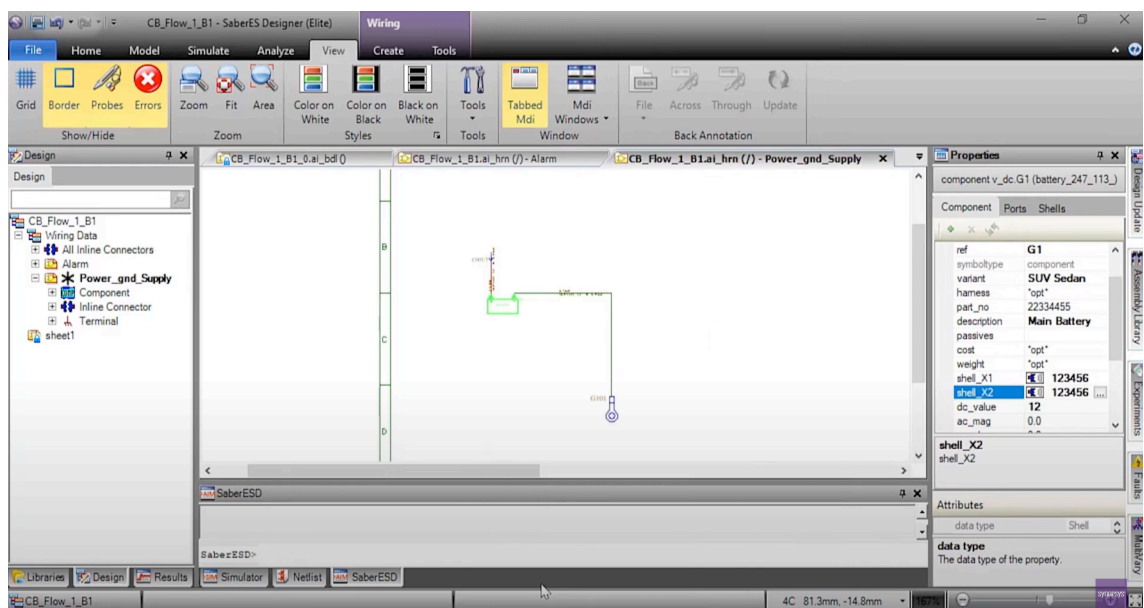 CB_Flow_1_B1 - SaberES Designer (Elite)
Wiring
File Home Model Simulate Analyze View Create Tools
Grid Border Probes Errors Zoom Fit Area Color on White Color on Black Black on White Tools Tabbed Mdi Mdi Windows File Back Across Through Update
Show/Hide Zoom Styles Tools Window Back Annotation
Design
Design
CB_Flow_1_B1
Wiring Data
All Inline Connectors
Alarm
Power_gnd_Supply
Component
Inline Connector
Terminal
sheet1
CB_Flow_1_B1_0.ai_bdl () CB_Flow_1_B1.ai_hrn (/) - Alarm CB_Flow_1_B1.ai_hrn (/) - Power_gnd_Supply
B
C
D
SaberESD
SaberESD>
Properties
component v_dc.G1 (battery_247_113_)
Component Ports Shells
ref G1
symboltype component
variant SUV Sedan
harness *opt*
part_no 22334455
description Main Battery
passives
cost *opt*
weight *opt*
shell_X1 123456
shell_X2 123456 ...
dc_value 12
ac_mag 0.0
shell_X2
shell_X2
Attributes
data type Shell
data type
The data type of the property.
Design Update
Assembly Library
Experiments
Faults
MultiVary
Libraries Design Results Simulator Netlist SaberESD
CB_Flow_1_B1 4C 81.3mm, -14.8mm 167%
SYNOPSYS